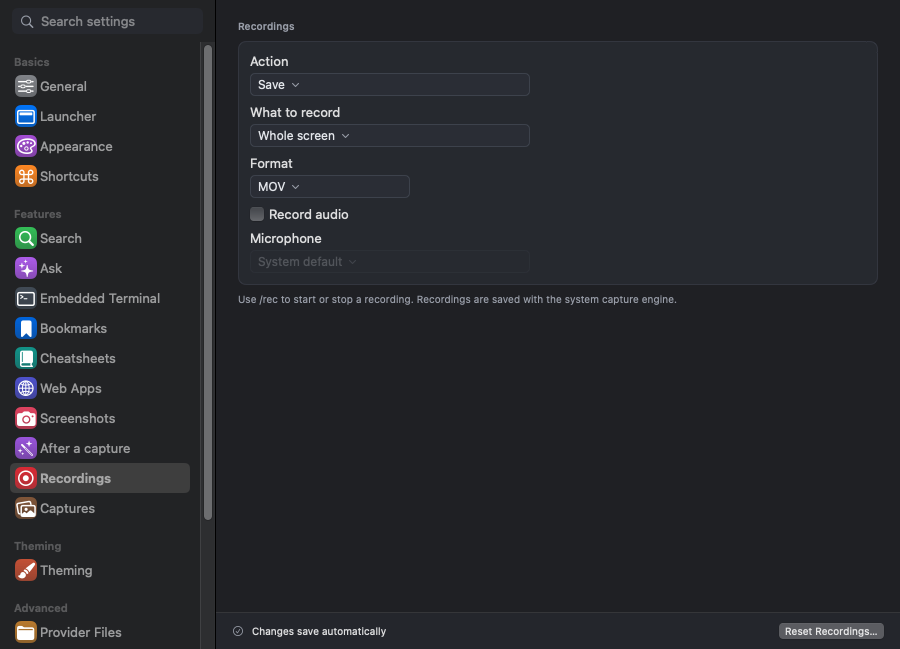 Search settings
Basics
General
Launcher
Appearance
Shortcuts
Features
Search
Ask
Embedded Terminal
Bookmarks
Cheatsheets
Web Apps
Screenshots
After a capture
Recordings
Captures
Theming
Theming
Advanced
Provider Files
Recordings
Action
Save
What to record
Whole screen
Format
MOV
Record audio
Microphone
System default
Use /rec to start or stop a recording. Recordings are saved with the system capture engine.
Changes save automatically
Reset Recordings...